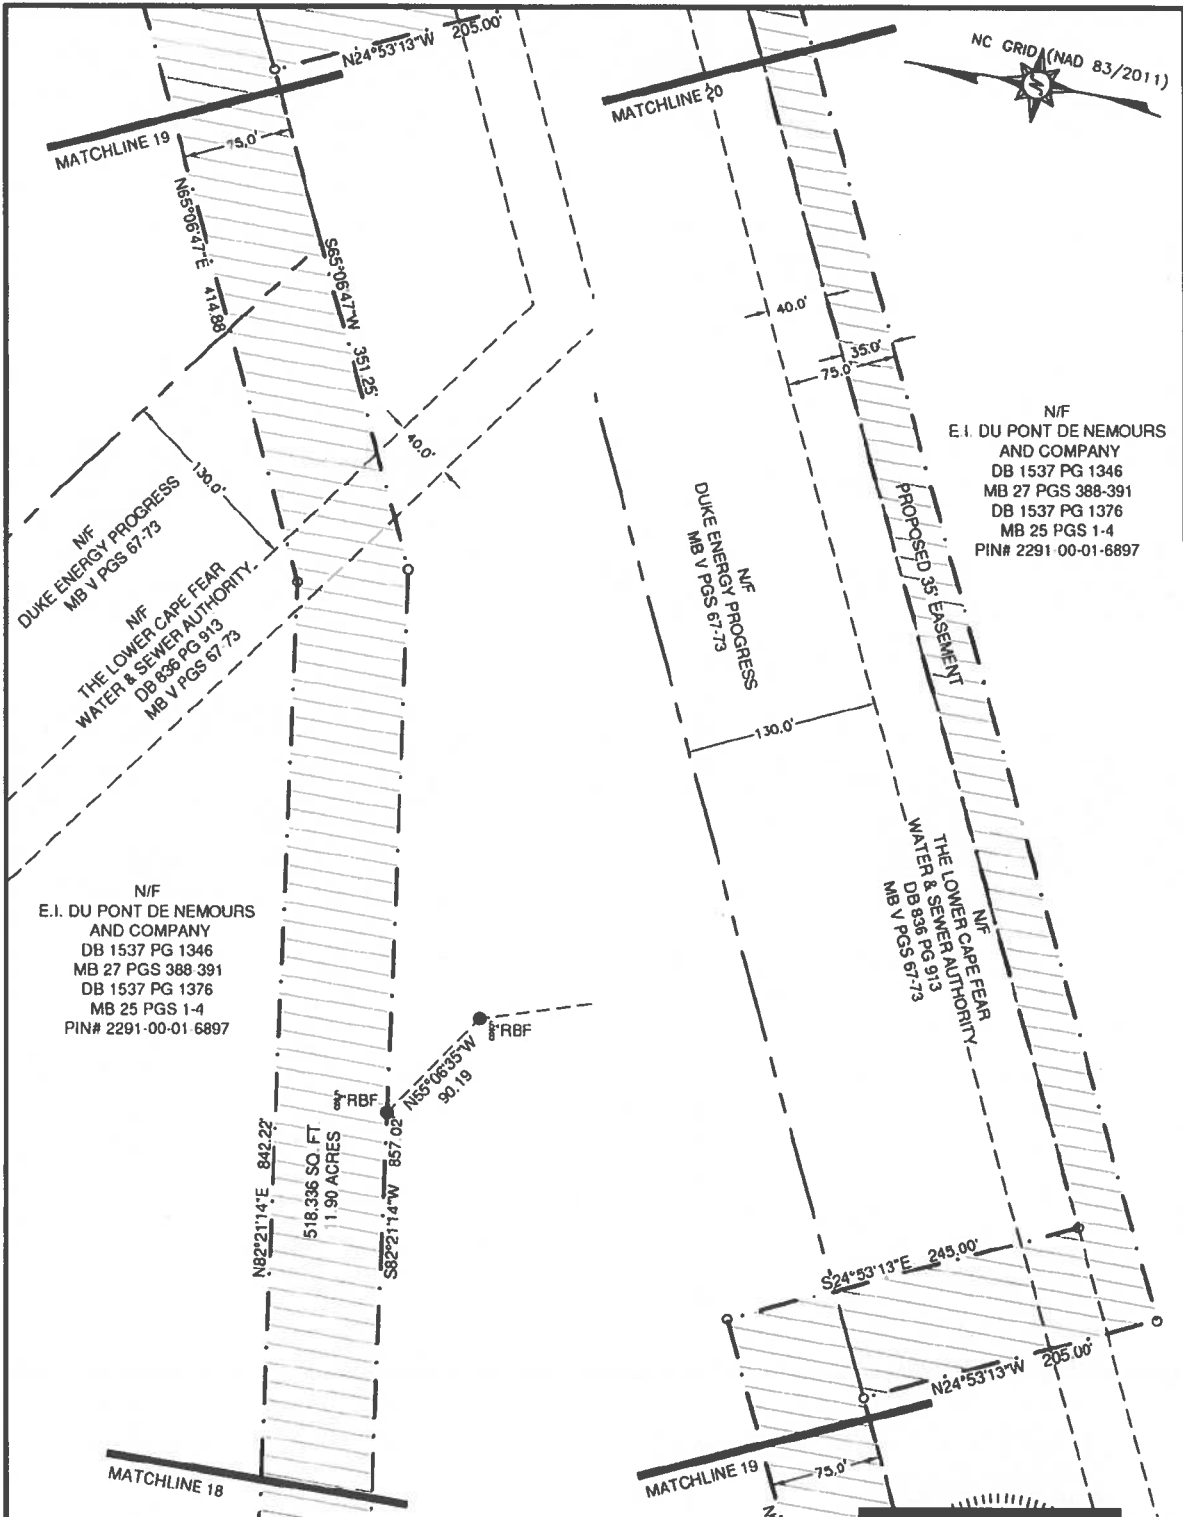 N24°53'13"W 205.00'
MATCHLINE 19
75.0'
N65°06'47"E 414.88'
S65°06'47"W 351.25'
40.0'
130.0'
N/F
DUKE ENERGY PROGRESS
MB V PGS 67-73
N/F
THE LOWER CAPE FEAR
WATER & SEWER AUTHORITY
DB 836 PG 913
MB V PGS 67-73
N/F
E.I. DU PONT DE NEMOURS
AND COMPANY
DB 1537 PG 1346
MB 27 PGS 388-391
DB 1537 PG 1376
MB 25 PGS 1-4
PIN# 2291-00-01-6897
"RBF
N55°06'35"W
90.19
"RBF
N82°21'14"E 842.22'
518.336 SQ. FT.
1.90 ACRES
S82°21'14"W 857.02'
MATCHLINE 18
MATCHLINE 20
NC GRID (NAD 83/2011)
N
40.0'
35.0'
75.0'
N/F
E.I. DU PONT DE NEMOURS
AND COMPANY
DB 1537 PG 1346
MB 27 PGS 388-391
DB 1537 PG 1376
MB 25 PGS 1-4
PIN# 2291-00-01-6897
PROPOSED 35' EASEMENT
N/F
DUKE ENERGY PROGRESS
MB V PGS 67-73
130.0'
N/F
THE LOWER CAPE FEAR
WATER & SEWER AUTHORITY
DB 836 PG 913
MB V PGS 67-73
S24°53'13"E 245.00'
N24°53'13"W 205.00'
MATCHLINE 19
75.0'